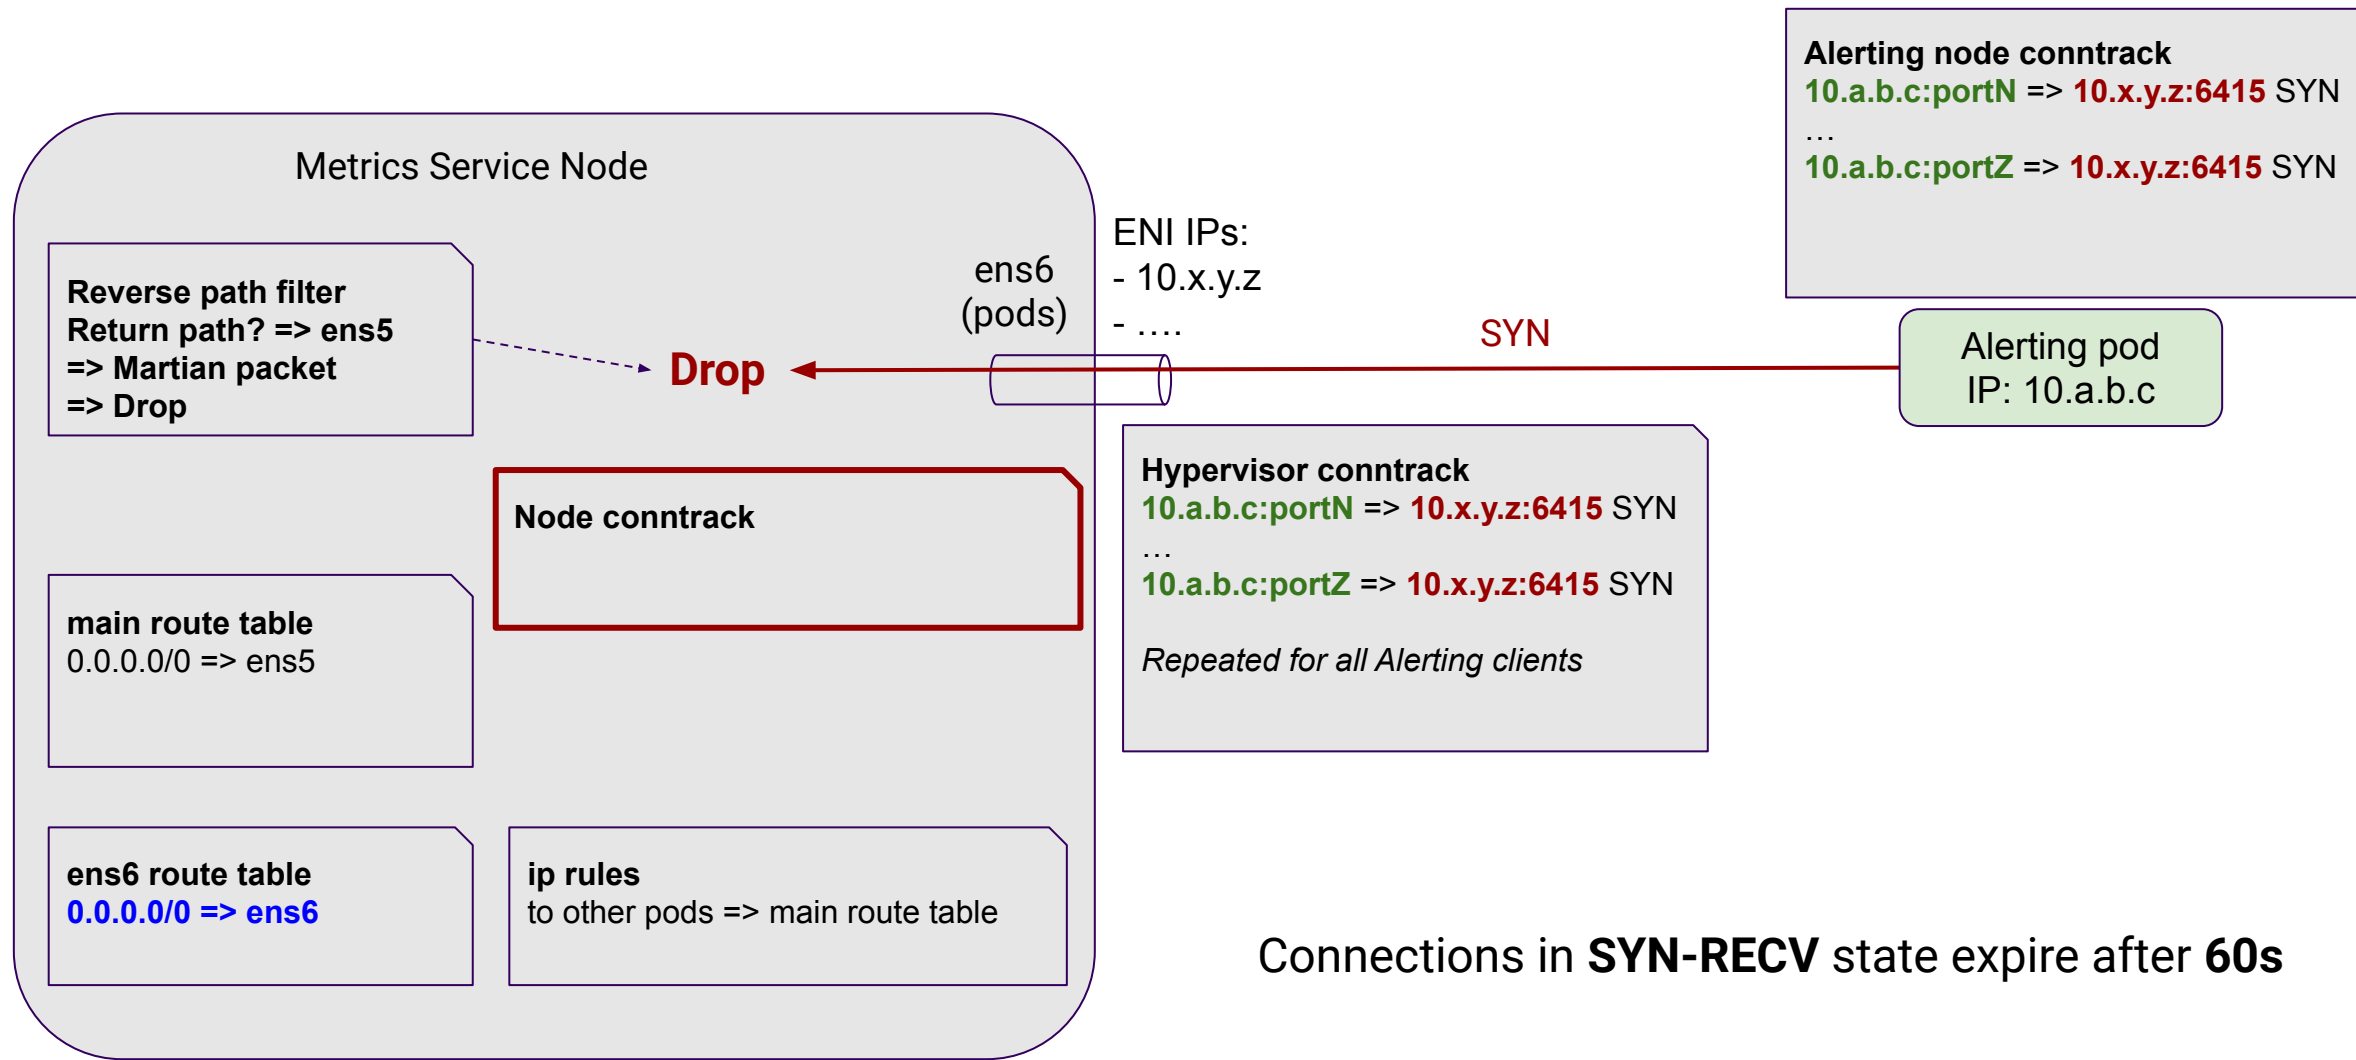 Alerting node conntrack
10.a.b.c:portN => 10.x.y.z:6415 SYN
…
10.a.b.c:portZ => 10.x.y.z:6415 SYN
Metrics Service Node
Reverse path filter
Return path? => ens5
=> Martian packet
=> Drop
Drop
ens6
(pods)
ENI IPs:
- 10.x.y.z
- ….
SYN
Alerting pod
IP: 10.a.b.c
Node conntrack
Hypervisor conntrack
10.a.b.c:portN => 10.x.y.z:6415 SYN
…
10.a.b.c:portZ => 10.x.y.z:6415 SYN
Repeated for all Alerting clients
main route table
0.0.0.0/0 => ens5
ens6 route table
0.0.0.0/0 => ens6
ip rules
to other pods => main route table
Connections in SYN-RECV state expire after 60s